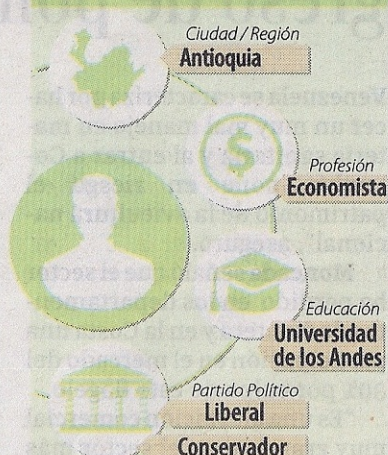 Ciudad / Región
Antioquia
$
Profesión
Economista
Educación
Universidad
de los Andes
Partido Político
Liberal
Conservador